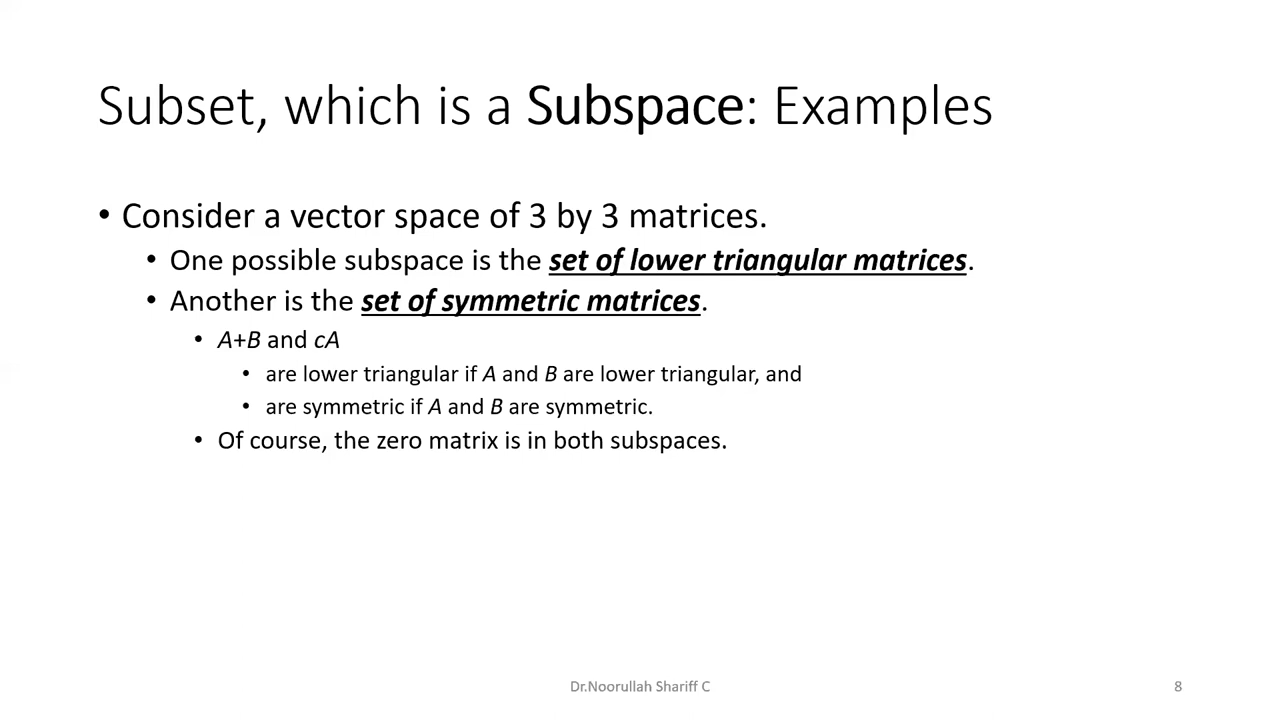 Subset, which is a Subspace: Examples
• Consider a vector space of 3 by 3 matrices.
• One possible subspace is the set of lower triangular matrices.
• Another is the set of symmetric matrices.
• A+B and cA
• are lower triangular if A and B are lower triangular, and
• are symmetric if A and B are symmetric.
• Of course, the zero matrix is in both subspaces.
Dr.Noorullah Shariff C
8